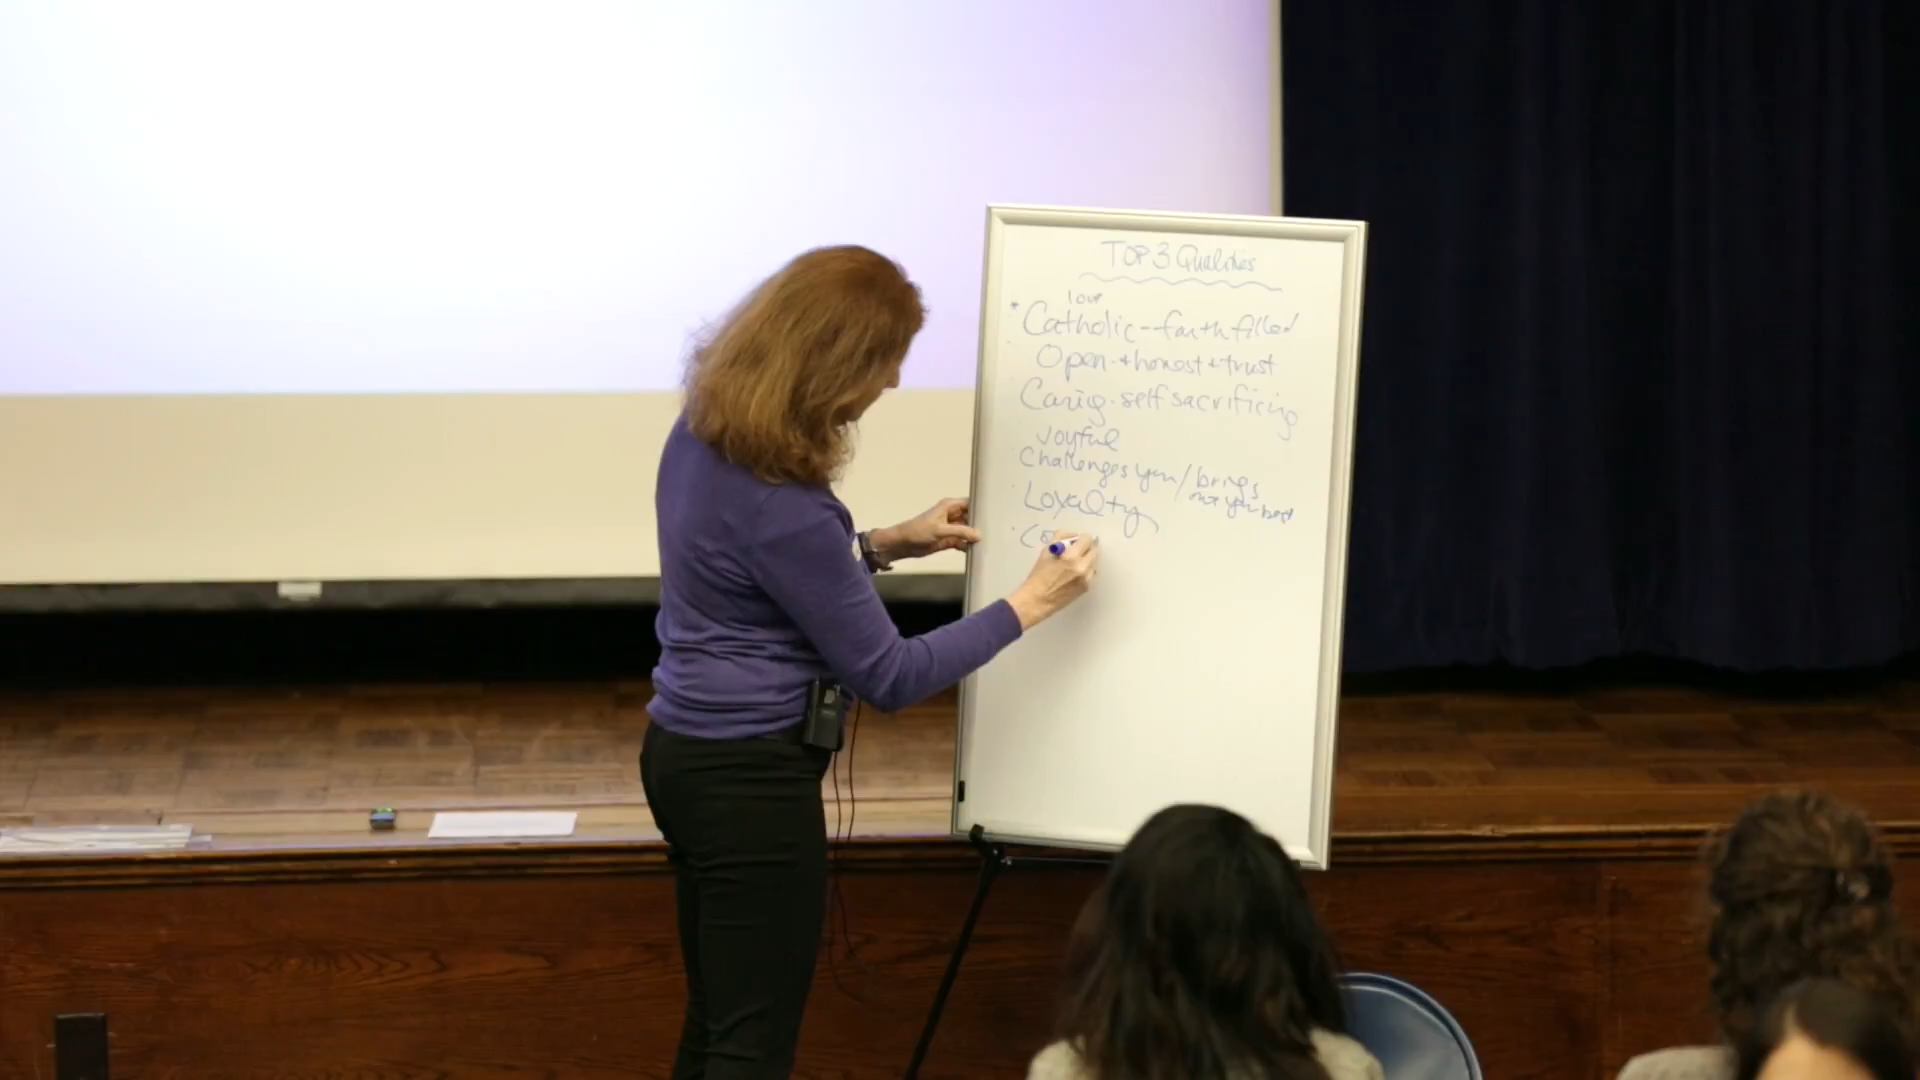 TOP 3 Qualities
love
* Catholic - faith filled
Open + honest + trust
Caring - self sacrificing
Joyful
Challenges you / brings
out your best
Loyalty